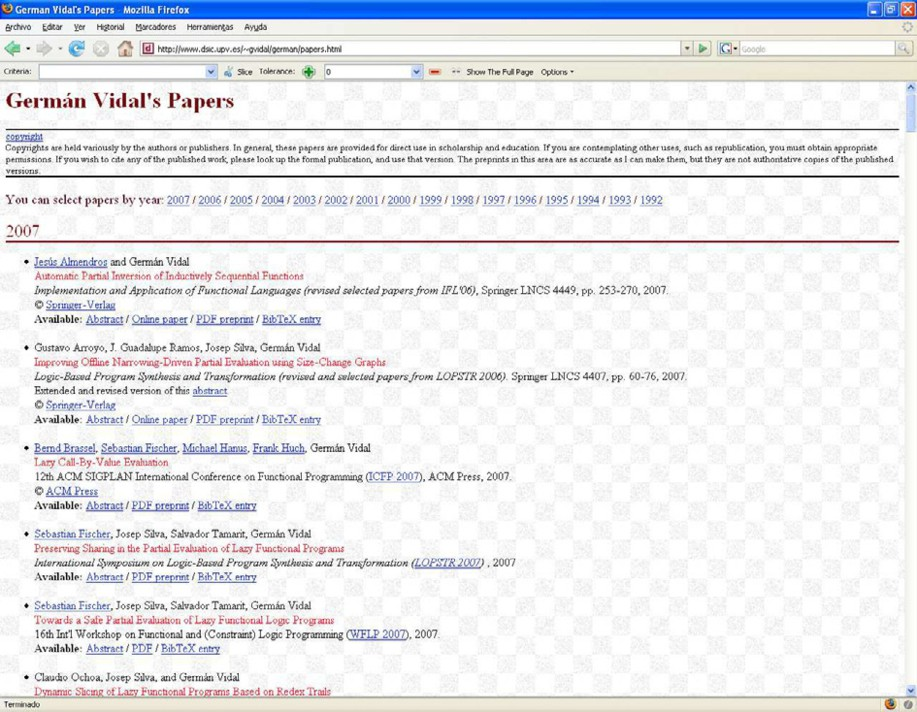 German Vidal's Papers - Mozilla Firefox
Archivo Editar Ver Historial Marcadores Herramientas Ayuda
http://www.dsic.upv.es/~gvidal/german/papers.html
Google
Criteria: Slice Tolerance: 0 Show The Full Page Options
Germán Vidal's Papers
copyright
Copyrights are held variously by the authors or publishers. In general, these papers are provided for direct use in scholarship and education. If you are contemplating other uses, such as republication, you must obtain appropriate
permissions. If you wish to cite any of the published work, please look up the formal publication, and use that version. The preprints in this area are as accurate as I can make them, but they are not authoritative copies of the published
versions.
You can select papers by year: 2007 / 2006 / 2005 / 2004 / 2003 / 2002 / 2001 / 2000 / 1999 / 1998 / 1997 / 1996 / 1995 / 1994 / 1993 / 1992
2007
• Jesús Almendros and Germán Vidal
Automatic Partial Inversion of Inductively Sequential Functions
Implementation and Application of Functional Languages (revised selected papers from IFL'06), Springer LNCS 4449, pp. 253-270, 2007.
© Springer-Verlag
Available: Abstract / Online paper / PDF preprint / BibTeX entry
• Gustavo Arroyo, J. Guadalupe Ramos, Josep Silva, Germán Vidal
Improving Offline Narrowing-Driven Partial Evaluation using Size-Change Graphs
Logic-Based Program Synthesis and Transformation (revised and selected papers from LOPSTR 2006). Springer LNCS 4407, pp. 60-76, 2007.
Extended and revised version of this abstract.
© Springer-Verlag
Available: Abstract / Online paper / PDF preprint / BibTeX entry
• Bernd Brassel, Sebastian Fischer, Michael Hanus, Frank Huch, Germán Vidal
Lazy Call-By-Value Evaluation
12th ACM SIGPLAN International Conference on Functional Programming (ICFP 2007), ACM Press, 2007.
© ACM Press
Available: Abstract / PDF preprint / BibTeX entry
• Sebastian Fischer, Josep Silva, Salvador Tamarit, Germán Vidal
Preserving Sharing in the Partial Evaluation of Lazy Functional Programs
International Symposium on Logic-Based Program Synthesis and Transformation (LOPSTR 2007) , 2007
Available: Abstract / PDF preprint / BibTeX entry
• Sebastian Fischer, Josep Silva, Salvador Tamarit, Germán Vidal
Towards a Safe Partial Evaluation of Lazy Functional Logic Programs
16th Int'l Workshop on Functional and (Constraint) Logic Programming (WFLP 2007), 2007.
Available: Abstract / PDF / BibTeX entry
• Claudio Ochoa, Josep Silva, and Germán Vidal
Dynamic Slicing of Lazy Functional Programs Based on Redex Trails
Terminado